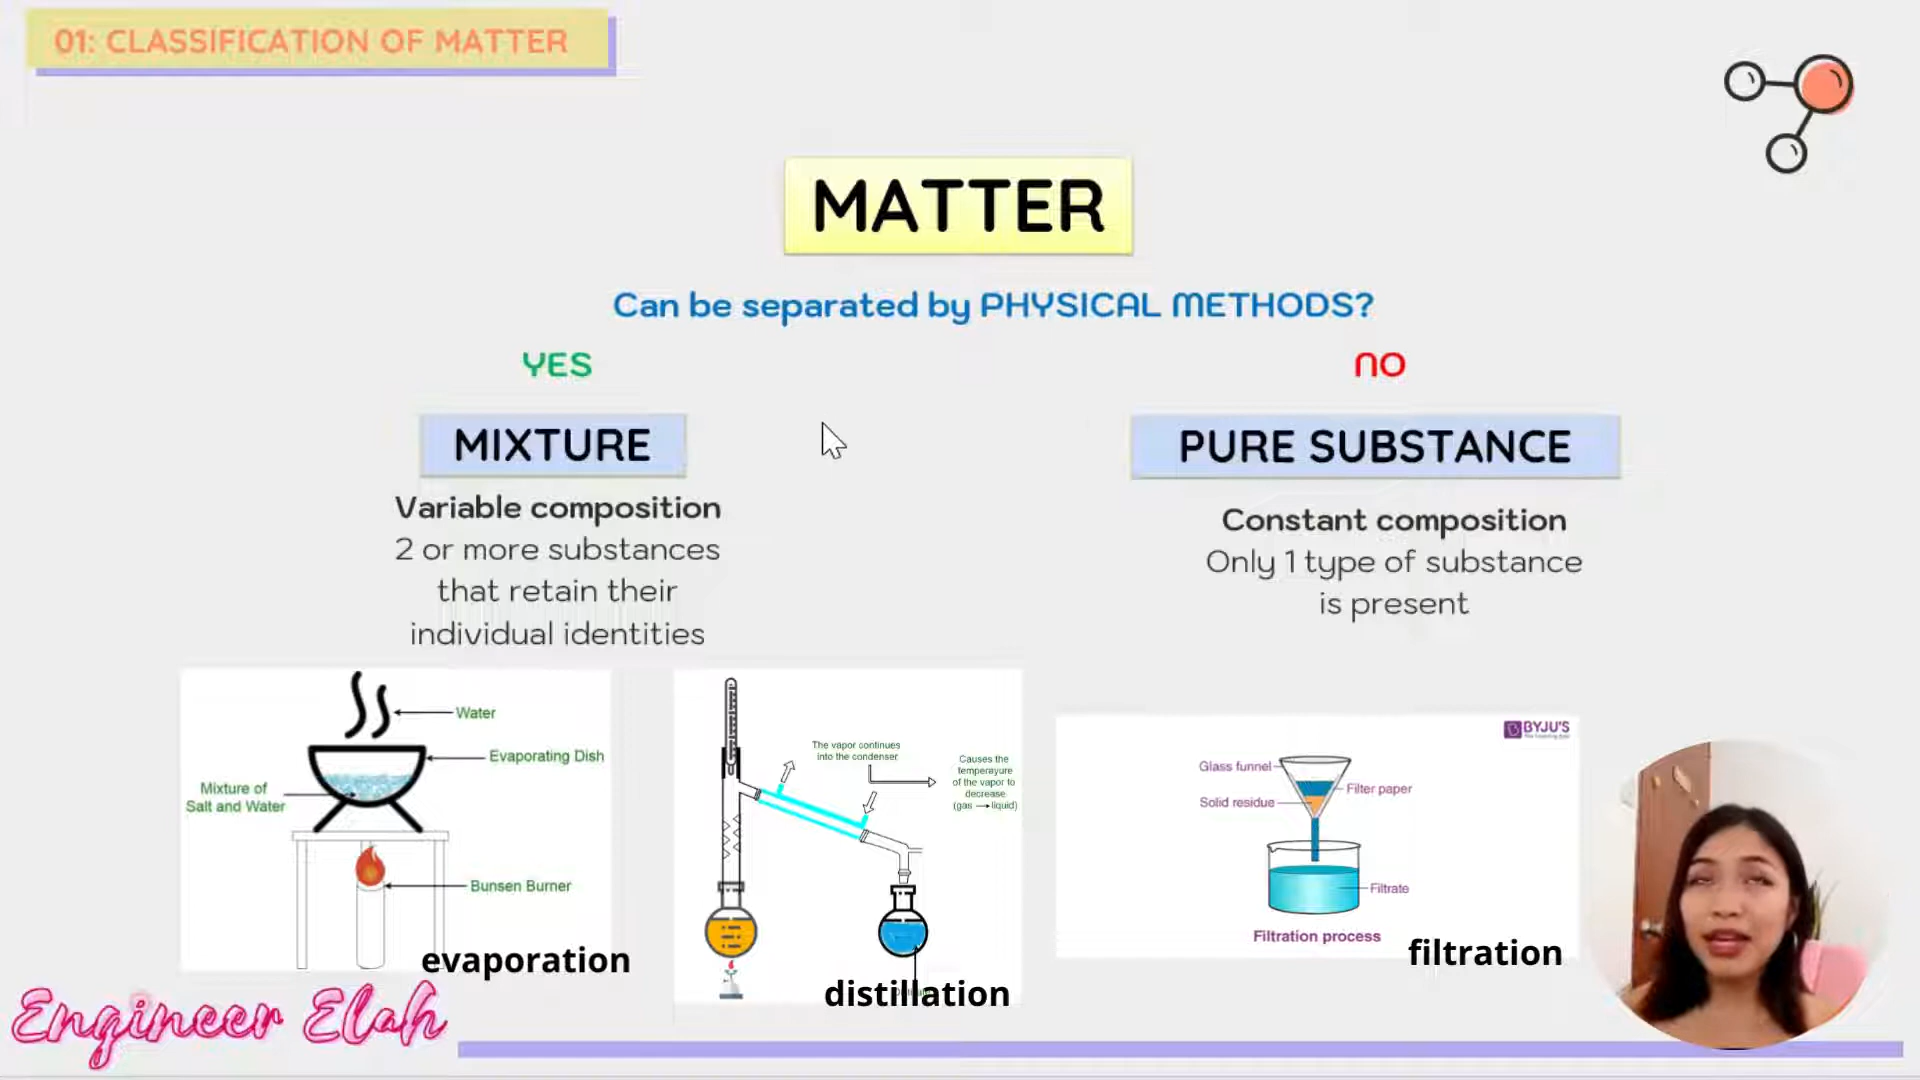 01: CLASSIFICATION OF MATTER
MATTER
Can be separated by PHYSICAL METHODS?
YES
NO
MIXTURE
PURE SUBSTANCE
Variable composition
2 or more substances
that retain their
individual identities
Constant composition
Only 1 type of substance
is present
Water
Evaporating Dish
Mixture of
Salt and Water
Bunsen Burner
evaporation
The vapor continues
into the condenser
Causes the
temperayure
of the vapor to
decrease
(gas → liquid)
distillation
BYJU'S
Glass funnel
Filter paper
Solid residue
Filtrate
Filtration process
filtration
Engineer Elah